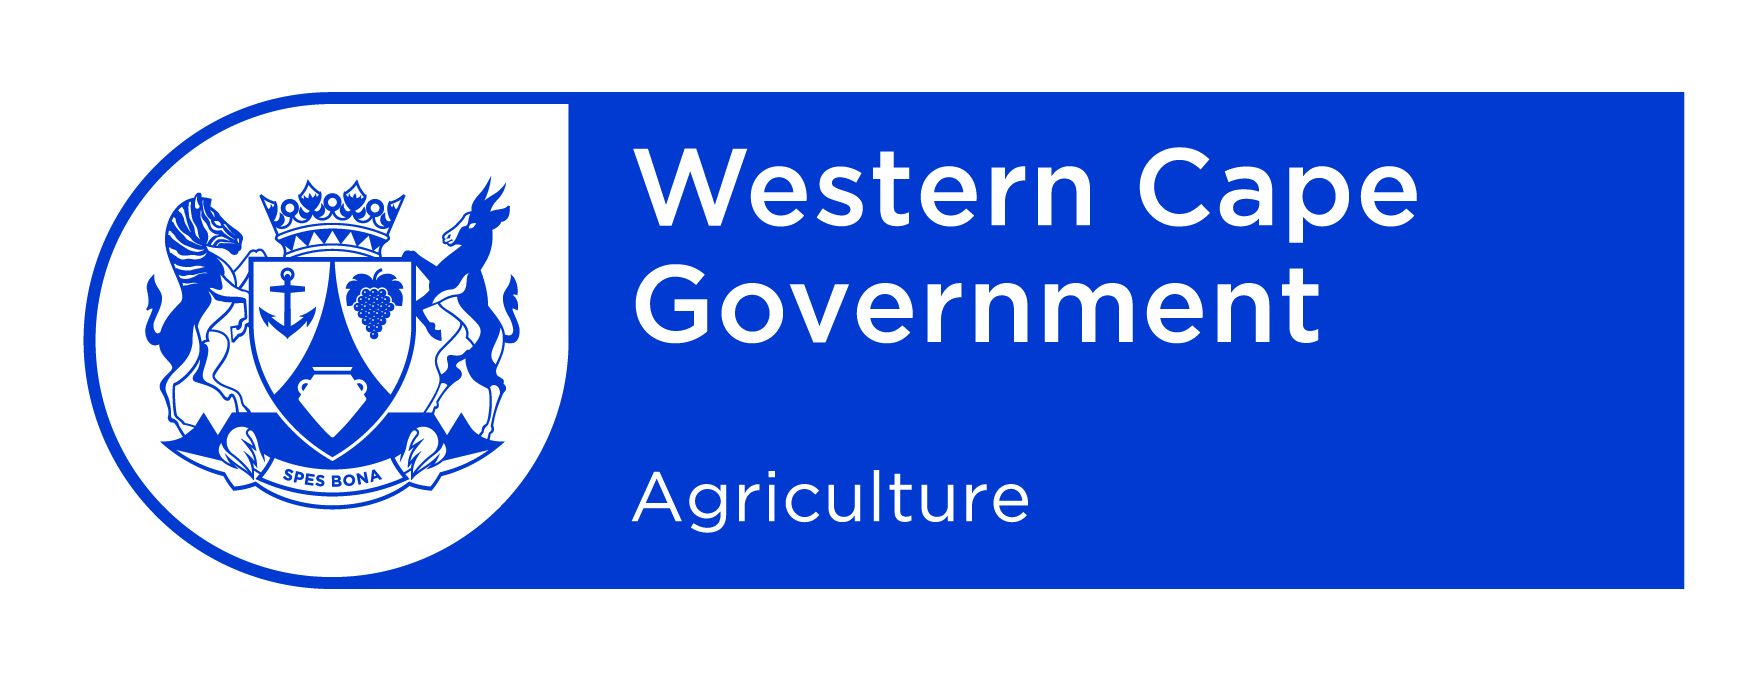 Western Cape
Government
Agriculture
SPES BONA